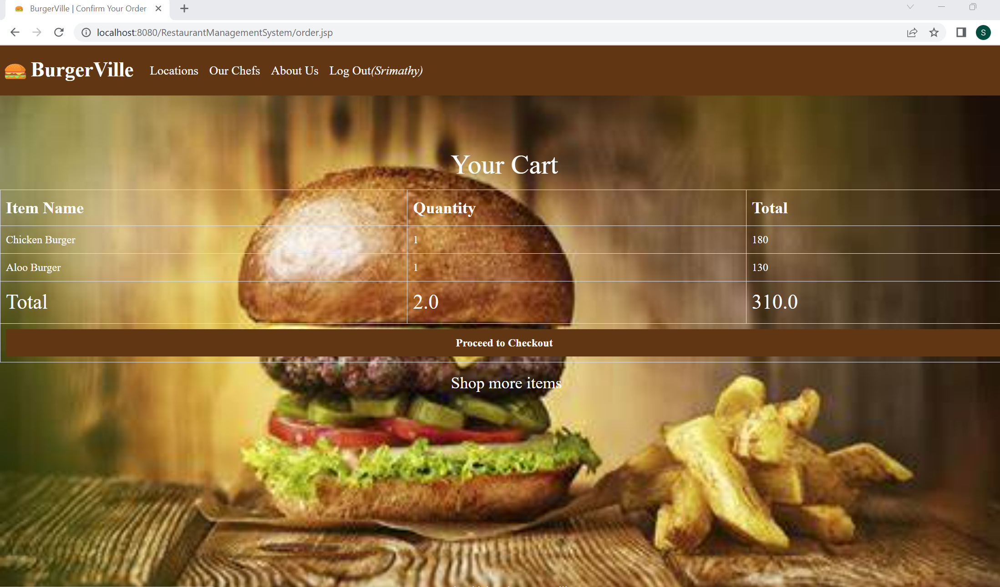 BurgerVille | Confirm Your Order
localhost:8080/RestaurantManagementSystem/order.jsp
S
BurgerVille Locations Our Chefs About Us Log Out(Srimathy)
Your Cart
Item Name Quantity Total
Chicken Burger 1 180
Aloo Burger 1 130
Total 2.0 310.0
Proceed to Checkout
Shop more items